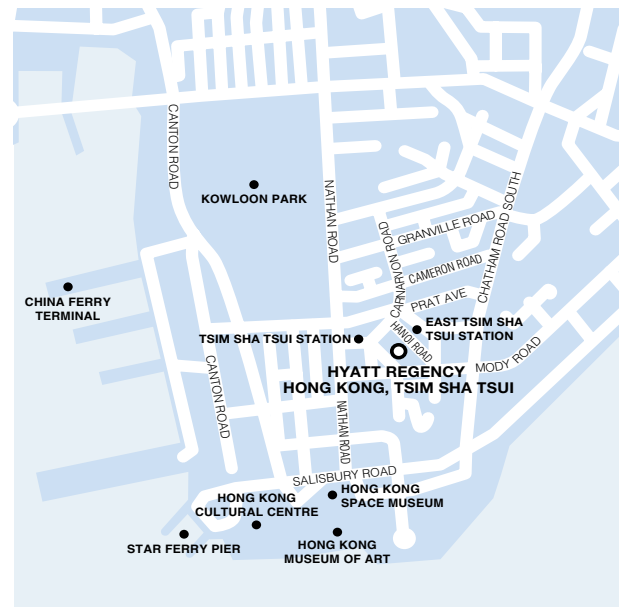 CANTON ROAD
KOWLOON PARK
NATHAN ROAD
CARNARVON ROAD
GRANVILLE ROAD
CAMERON ROAD
CHATHAM ROAD SOUTH
PRAT AVE
CHINA FERRY
TERMINAL
HANOI ROAD
EAST TSIM SHA
TSUI STATION
TSIM SHA TSUI STATION
HYATT REGENCY
HONG KONG, TSIM SHA TSUI
MODY ROAD
CANTON ROAD
NATHAN ROAD
SALISBURY ROAD
HONG KONG
CULTURAL CENTRE
HONG KONG
SPACE MUSEUM
STAR FERRY PIER
HONG KONG
MUSEUM OF ART